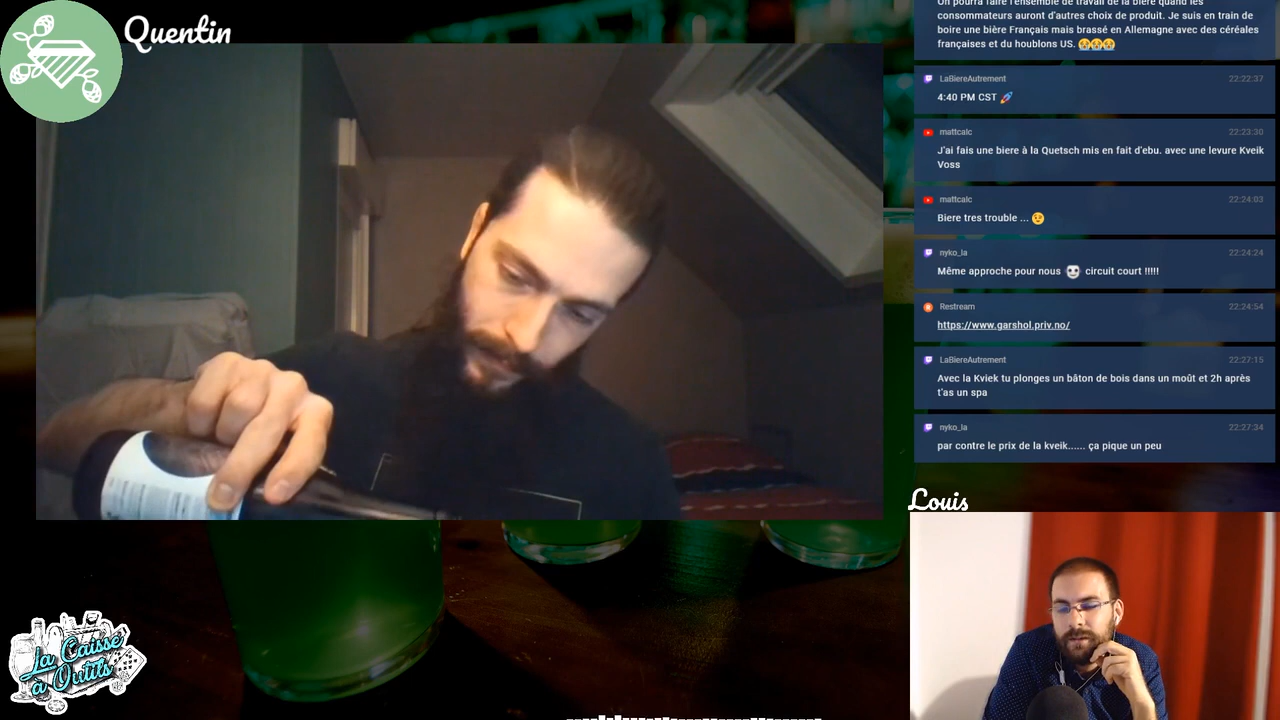 Quentin
On pourra faire l'ensemble de travail de la bière quand les
consommateurs auront d'autres choix de produit. Je suis en train de
boire une bière Français mais brassé en Allemagne avec des céréales
françaises et du houblons US. 😭😭😭
LaBiereAutrement 22:22:37
4:40 PM CST 🚀
mattcalc 22:23:30
J'ai fais une biere à la Quetsch mis en fait d'ebu. avec une levure Kveik
Voss
mattcalc 22:24:03
Biere tres trouble ... 🤨
nyko_la 22:24:24
Même approche pour nous circuit court !!!!!
Restream 22:24:54
https://www.garshol.priv.no/
LaBiereAutrement 22:27:15
Avec la Kviek tu plonges un bâton de bois dans un moût et 2h après
t'as un spa
nyko_la 22:27:34
par contre le prix de la kveik...... ça pique un peu
Louis
La Caisse
à Outils